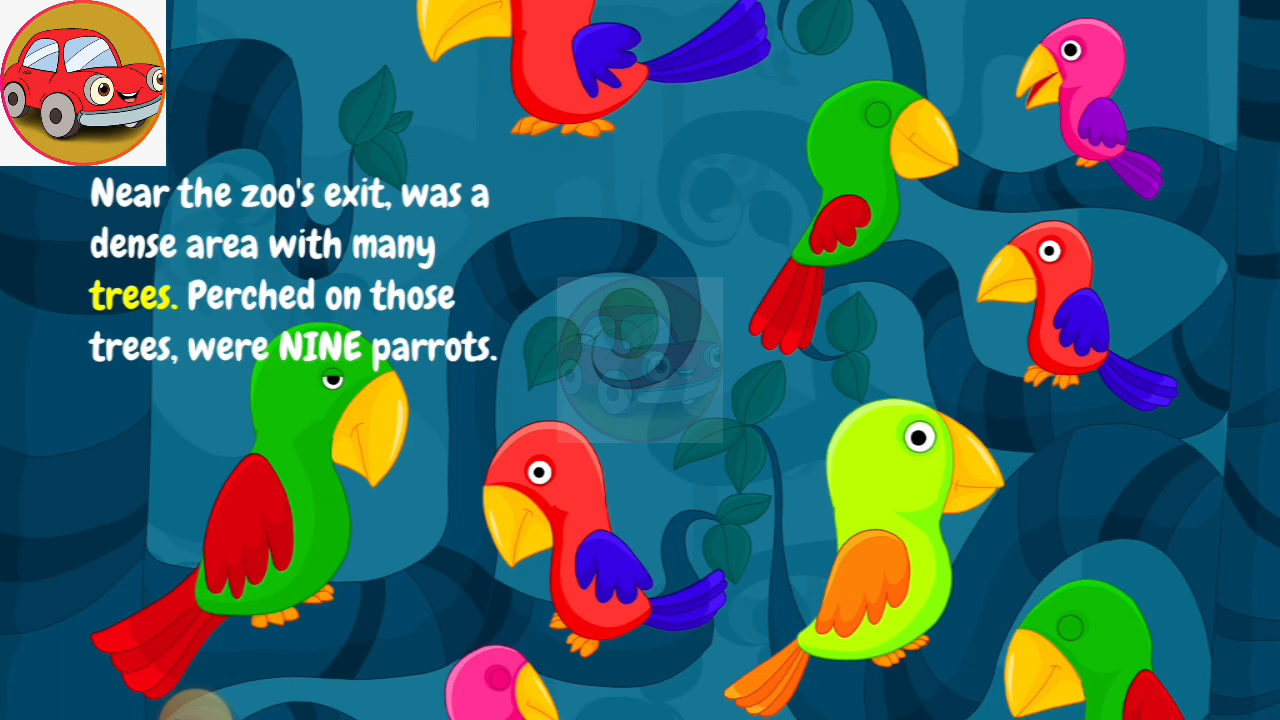 Near the zoo's exit, was a
dense area with many
trees. Perched on those
trees, were NINE parrots.